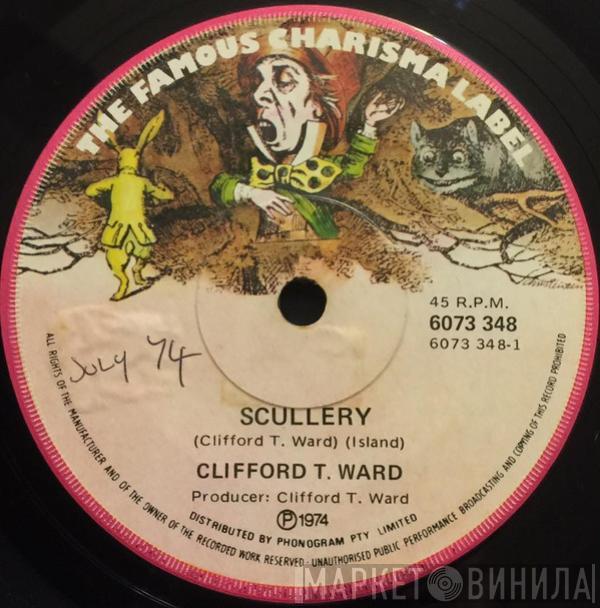 THE FAMOUS CHARISMA LABEL
45 R.P.M.
6073 348
6073 348-1
JULY 74
SCULLERY
(Clifford T. Ward) (Island)
CLIFFORD T. WARD
Producer: Clifford T. Ward
Ⓟ1974
DISTRIBUTED BY PHONOGRAM PTY LIMITED
ALL RIGHTS OF THE MANUFACTURER AND OF THE OWNER OF THE RECORDED WORK RESERVED - UNAUTHORISED PUBLIC PERFORMANCE BROADCASTING AND COPYING OF THIS RECORD PROHIBITED
МАРКЕТ ВИНИЛА